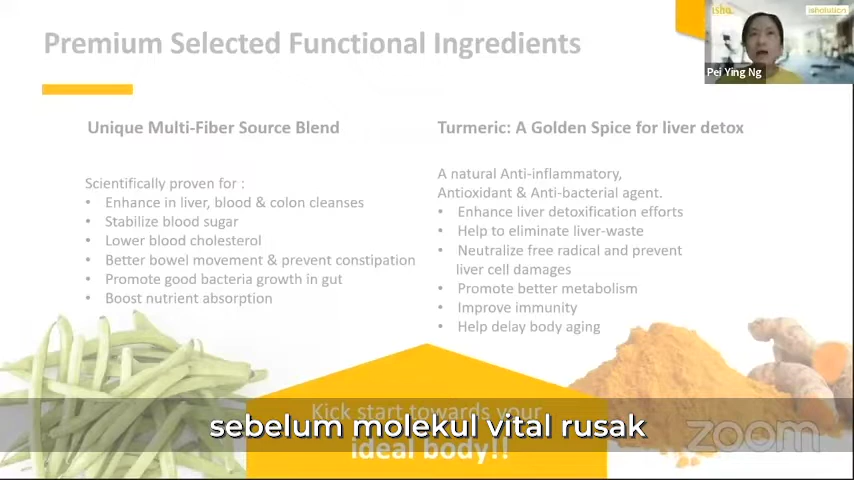 Premium Selected Functional Ingredients
isha.
isholution
Pei Ying Ng
Unique Multi-Fiber Source Blend
Scientifically proven for :
• Enhance in liver, blood & colon cleanses
• Stabilize blood sugar
• Lower blood cholesterol
• Better bowel movement & prevent constipation
• Promote good bacteria growth in gut
• Boost nutrient absorption
Turmeric: A Golden Spice for liver detox
A natural Anti-inflammatory,
Antioxidant & Anti-bacterial agent.
• Enhance liver detoxification efforts
• Help to eliminate liver-waste
• Neutralize free radical and prevent
liver cell damages
• Promote better metabolism
• Improve immunity
• Help delay body aging
Kick start towards your
ideal body!!
sebelum molekul vital rusak
zoom